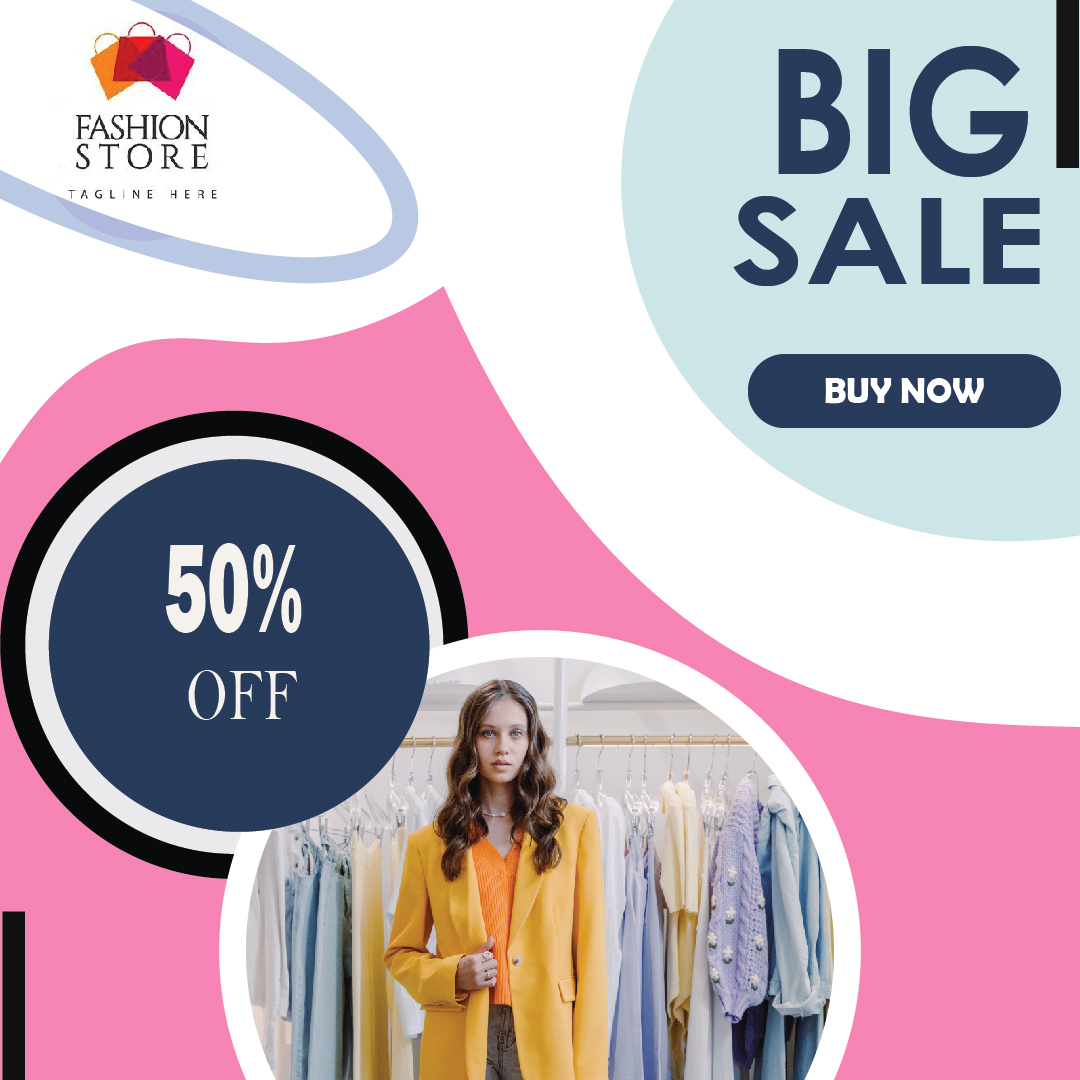 FASHION
STORE
TAGLINE HERE
BIG
SALE
BUY NOW
50%
OFF